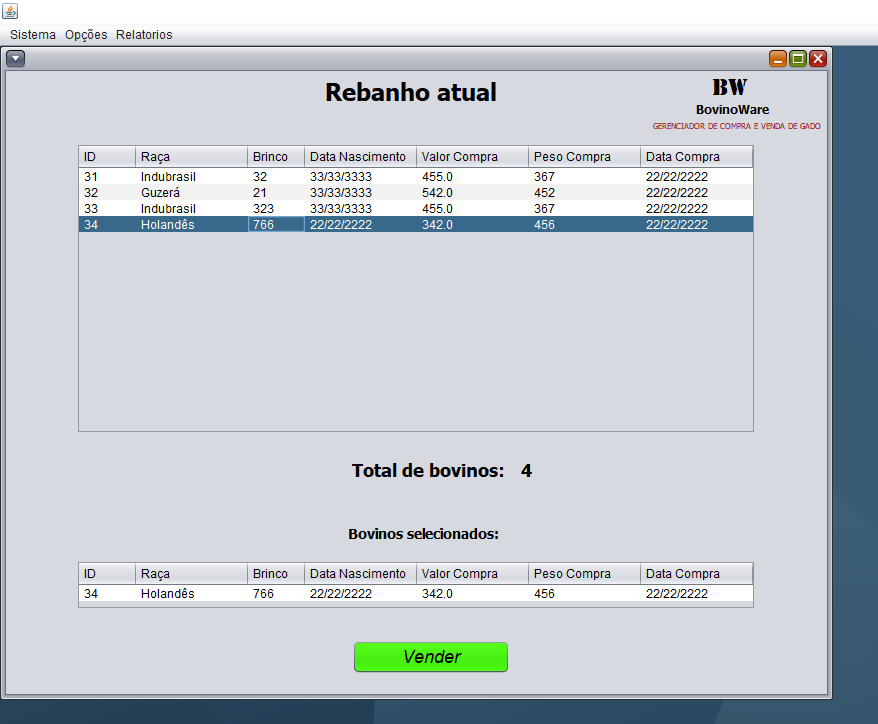 Sistema Opções Relatorios
Rebanho atual
BW
BovinoWare
GERENCIADOR DE COMPRA E VENDA DE GADO
ID Raça Brinco Data Nascimento Valor Compra Peso Compra Data Compra
31 Indubrasil 32 33/33/3333 455.0 367 22/22/2222
32 Guzerá 21 33/33/3333 542.0 452 22/22/2222
33 Indubrasil 323 33/33/3333 455.0 367 22/22/2222
34 Holandês 766 22/22/2222 342.0 456 22/22/2222
Total de bovinos: 4
Bovinos selecionados:
ID Raça Brinco Data Nascimento Valor Compra Peso Compra Data Compra
34 Holandês 766 22/22/2222 342.0 456 22/22/2222
Vender